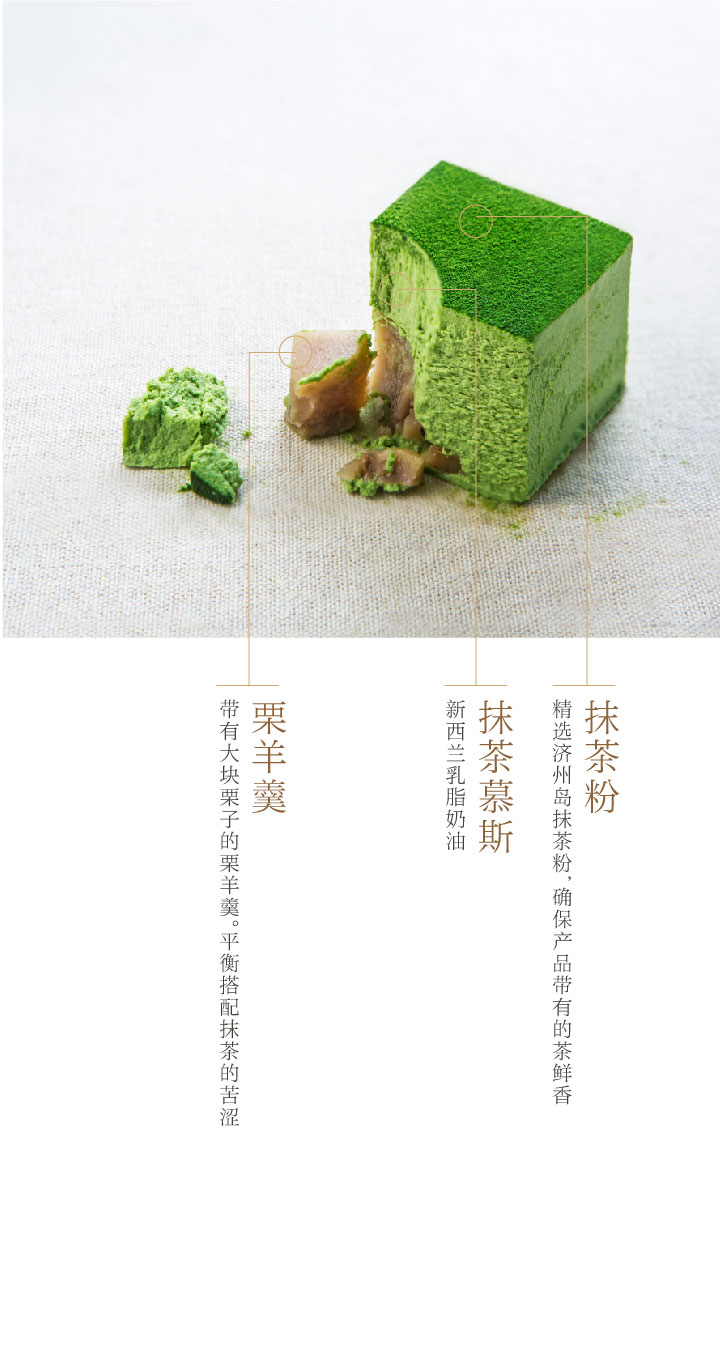 抹茶粉
精选济州岛抹茶粉，确保产品带有的茶鲜香
抹茶慕斯
新西兰乳脂奶油
栗羊羹
带有大块栗子的栗羊羹。平衡搭配抹茶的苦涩